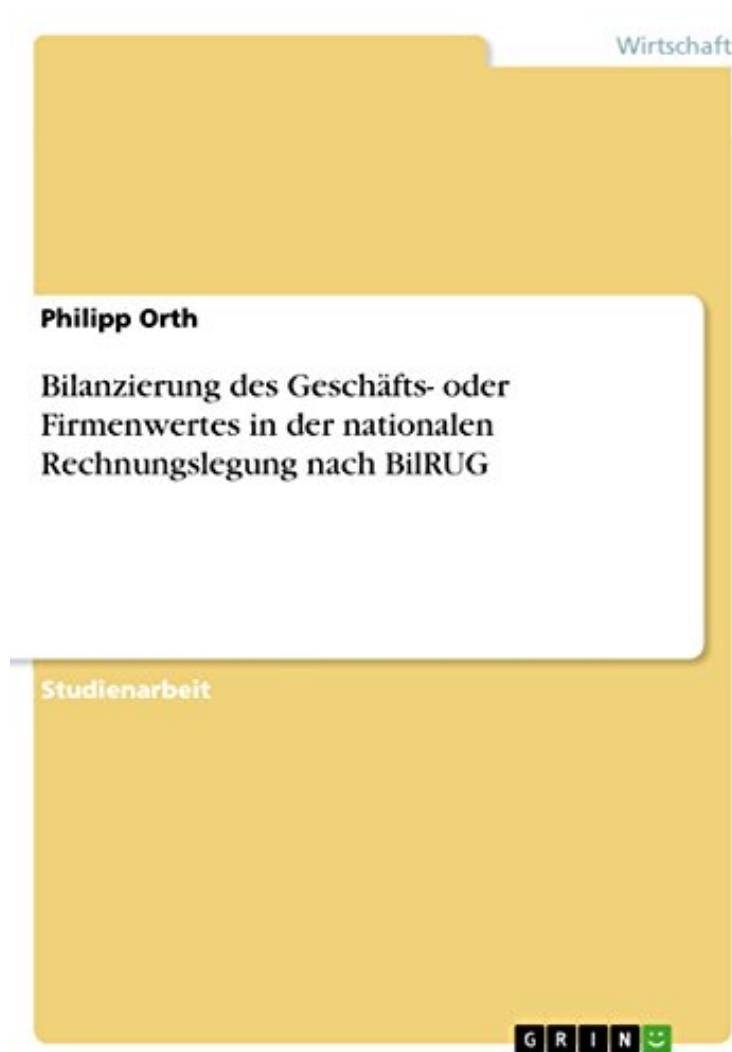 Wirtschaft
Philipp Orth
Bilanzierung des Geschäfts- oder
Firmenwertes in der nationalen
Rechnungslegung nach BilRUG
Studienarbeit
GRIN